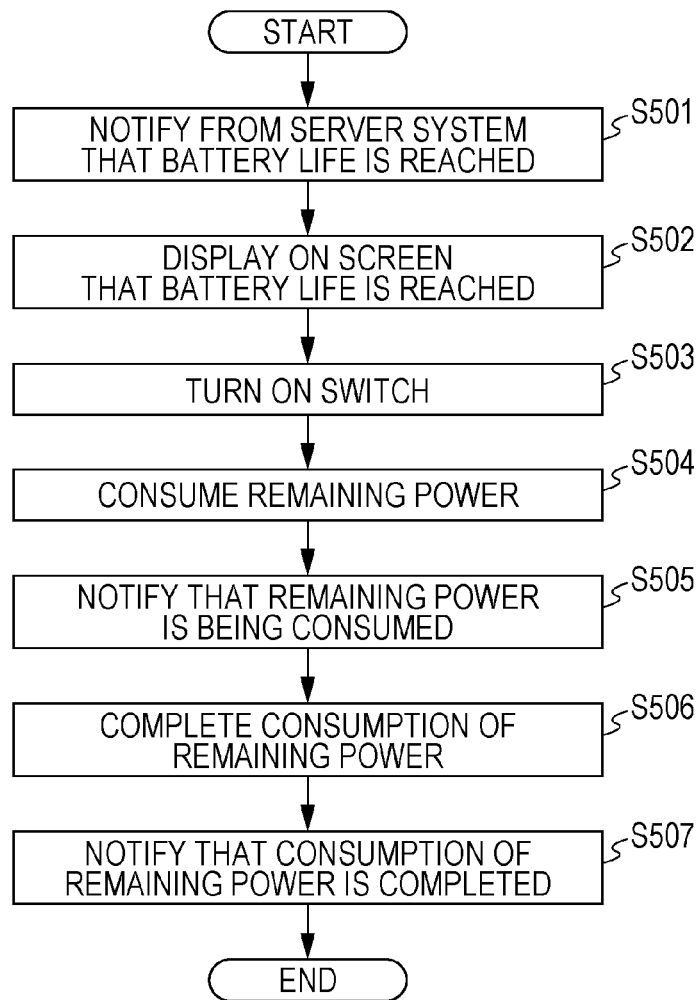 START
S501
NOTIFY FROM SERVER SYSTEM
THAT BATTERY LIFE IS REACHED
S502
DISPLAY ON SCREEN
THAT BATTERY LIFE IS REACHED
S503
TURN ON SWITCH
S504
CONSUME REMAINING POWER
S505
NOTIFY THAT REMAINING POWER
IS BEING CONSUMED
S506
COMPLETE CONSUMPTION OF
REMAINING POWER
S507
NOTIFY THAT CONSUMPTION OF
REMAINING POWER IS COMPLETED
END